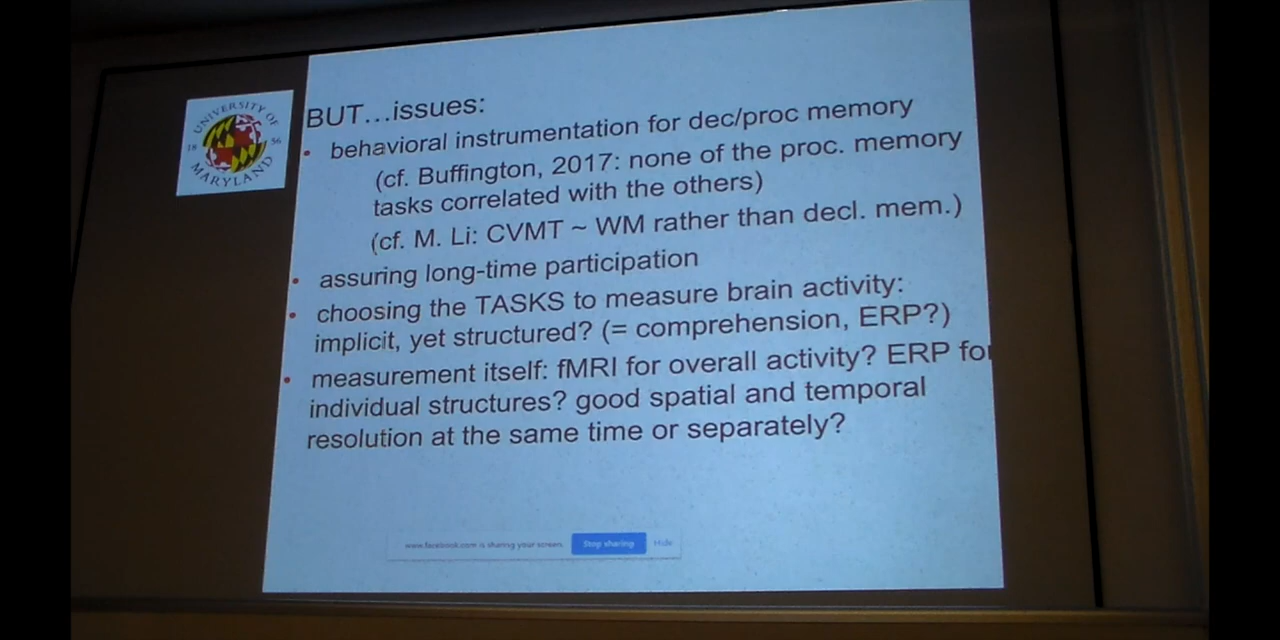 UNIVERSITY OF
18 56
MARYLAND
BUT...issues:
• behavioral instrumentation for dec/proc memory
(cf. Buffington, 2017: none of the proc. memory
tasks correlated with the others)
(cf. M. Li: CVMT ~ WM rather than decl. mem.)
• assuring long-time participation
• choosing the TASKS to measure brain activity:
implicit, yet structured? (= comprehension, ERP?)
• measurement itself: fMRI for overall activity? ERP for
individual structures? good spatial and temporal
resolution at the same time or separately?
www.facebook.com is sharing your screen. Stop sharing Hide